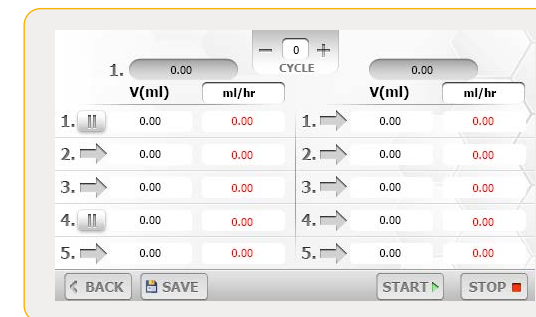 − 0 +
CYCLE
1. 0.00 0.00
V(ml) ml/hr V(ml) ml/hr
1. 0.00 0.00 1. 0.00 0.00
2. 0.00 0.00 2. 0.00 0.00
3. 0.00 0.00 3. 0.00 0.00
4. 0.00 0.00 4. 0.00 0.00
5. 0.00 0.00 5. 0.00 0.00
BACK SAVE START STOP